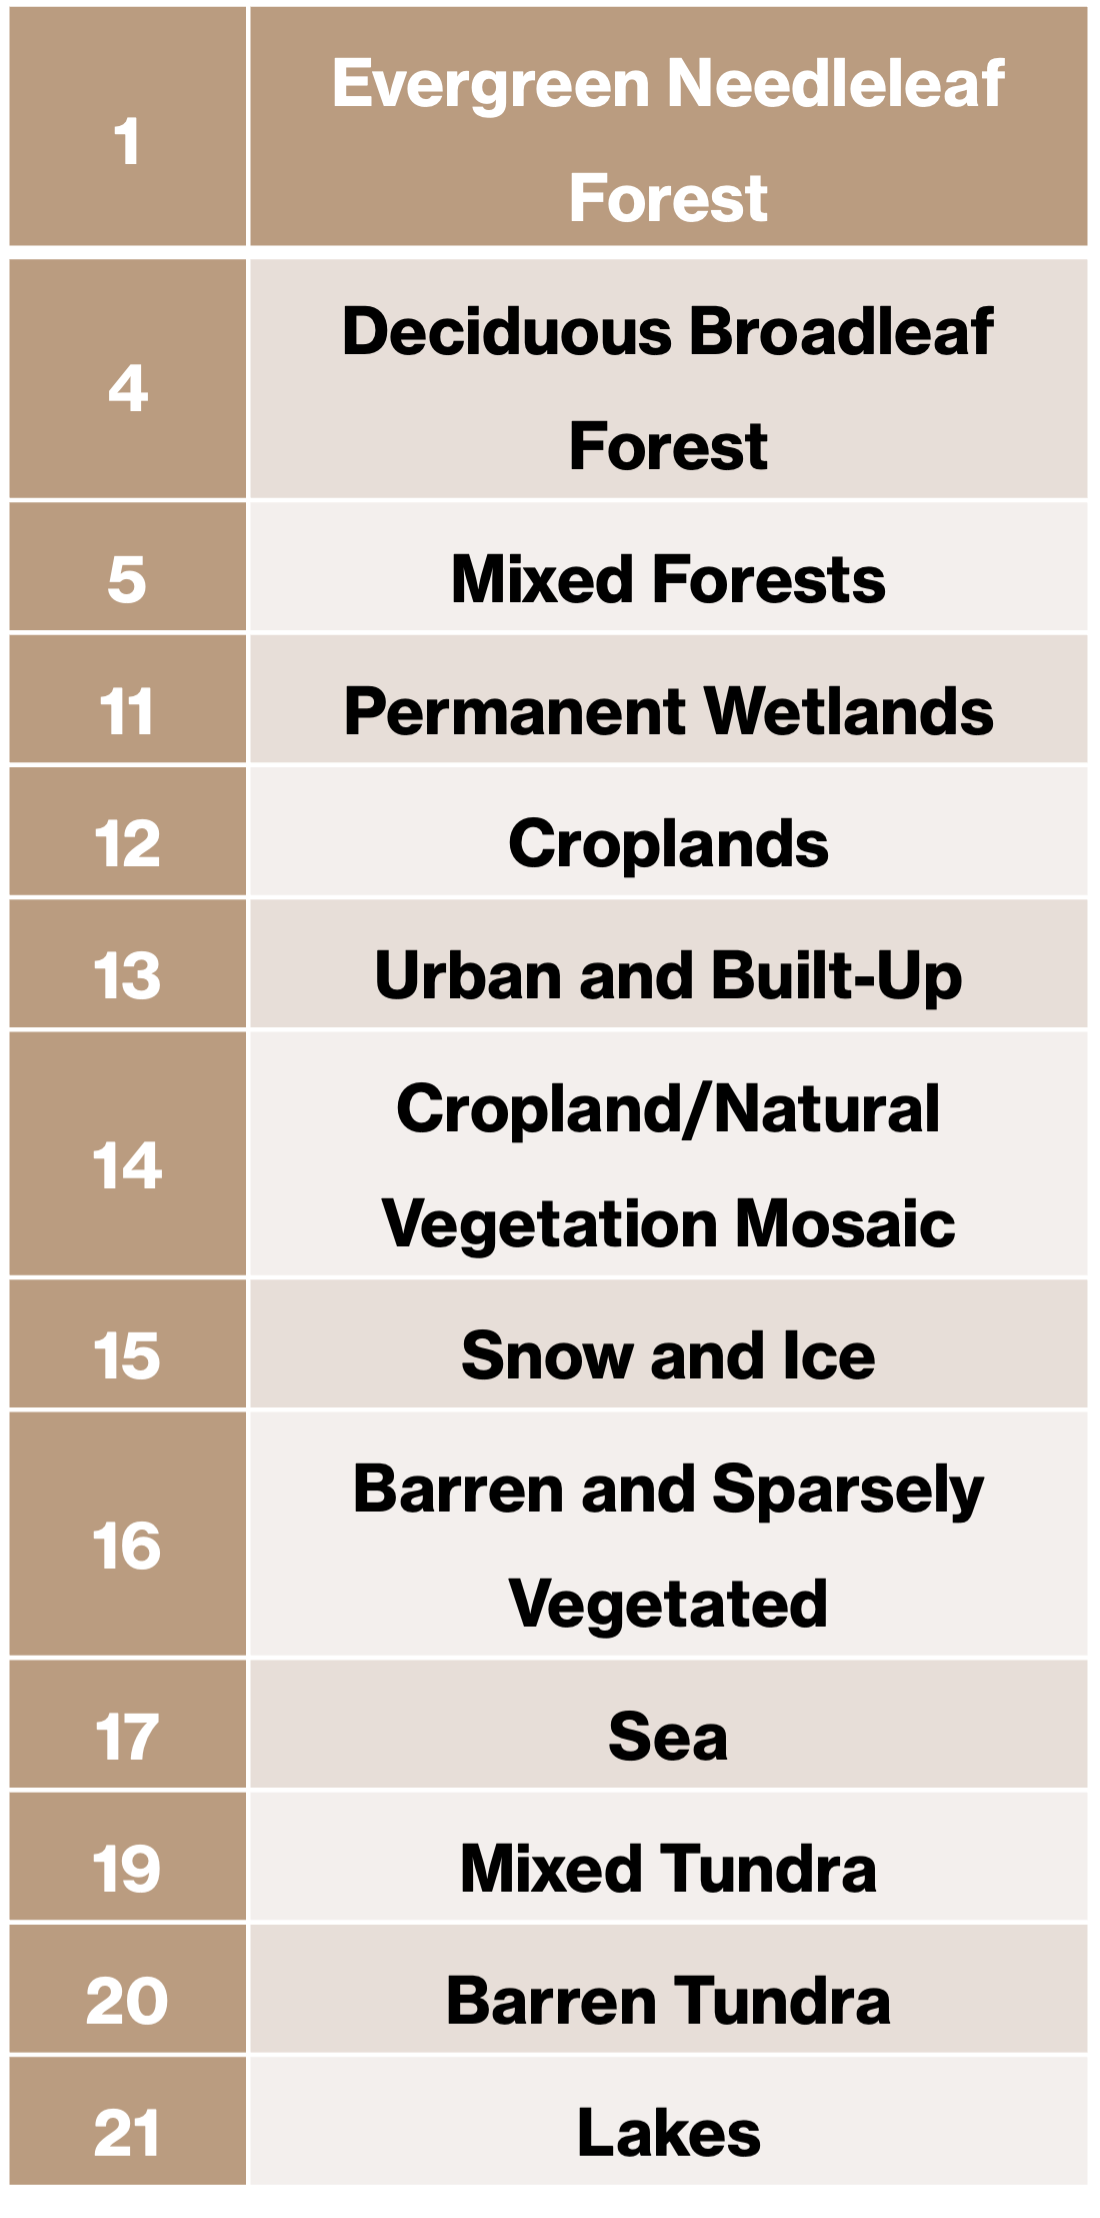 1
Evergreen Needleleaf
Forest
4
Deciduous Broadleaf
Forest
5
Mixed Forests
11
Permanent Wetlands
12
Croplands
13
Urban and Built-Up
14
Cropland/Natural
Vegetation Mosaic
15
Snow and Ice
16
Barren and Sparsely
Vegetated
17
Sea
19
Mixed Tundra
20
Barren Tundra
21
Lakes